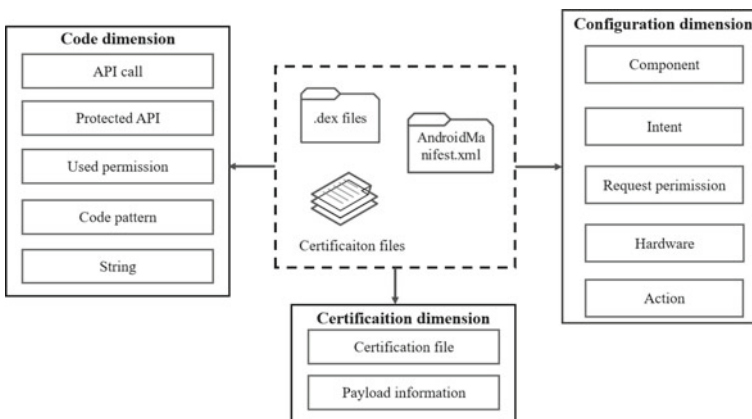 Code dimension
API call
Protected API
Used permission
Code pattern
String
.dex files
AndroidMa
nifest.xml
Certificaiton files
Certificaition dimension
Certification file
Payload information
Configuration dimension
Component
Intent
Request perimission
Hardware
Action